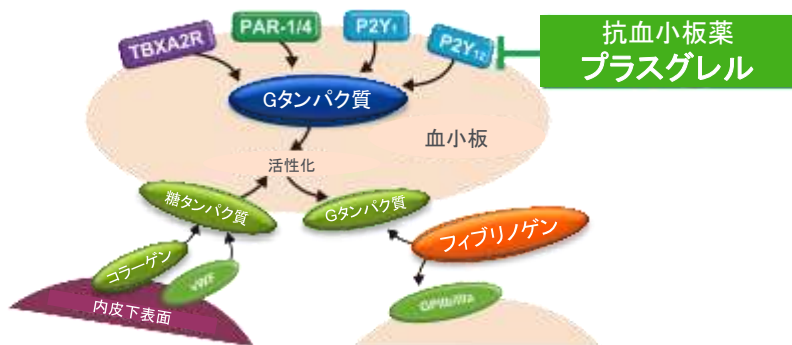 TBXA2R
PAR-1/4
P2Y₁
P2Y₁₂
抗血小板薬
プラスグレル
Gタンパク質
血小板
活性化
糖タンパク質
Gタンパク質
フィブリノゲン
コラーゲン
vWF
内皮下表面
GPIIb/IIIa